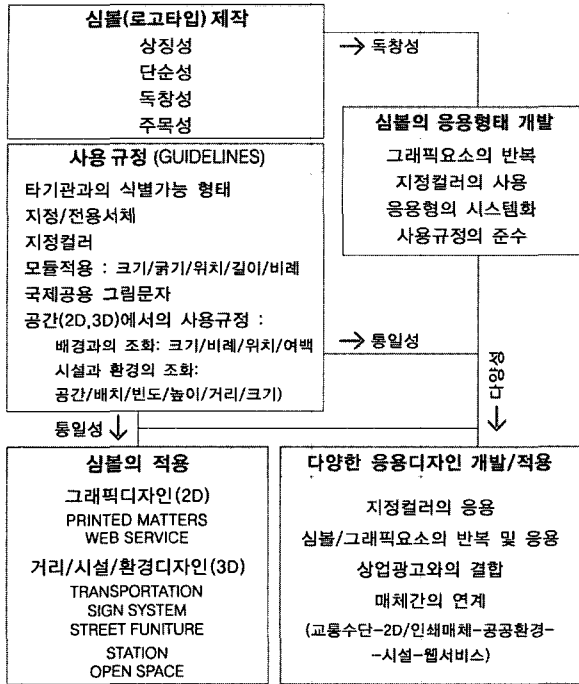 심볼(로고타입) 제작
상징성
단순성
독창성
주목성
→ 독창성
심볼의 응용형태 개발
그래픽요소의 반복
지정컬러의 사용
응용형의 시스템화
사용규정의 준수
사용 규정 (GUIDELINES)
타기관과의 식별가능 형태
지정/전용서체
지정컬러
모듈적용 : 크기/굵기/위치/길이/비례
국제공용 그림문자
공간(2D,3D)에서의 사용규정 :
배경과의 조화: 크기/비례/위치/여백
시설과 환경의 조화:
공간/배치/빈도/높이/거리/크기)
→ 통일성
다양성 ↓
통일성 ↓
심볼의 적용
그래픽디자인(2D)
PRINTED MATTERS
WEB SERVICE
거리/시설/환경디자인(3D)
TRANSPORTATION
SIGN SYSTEM
STREET FUNITURE
STATION
OPEN SPACE
다양한 응용디자인 개발/적용
지정컬러의 응용
심볼/그래픽요소의 반복 및 응용
상업광고와의 결합
매체간의 연계
(교통수단-2D/인쇄매체-공공환경-
-시설-웹서비스)